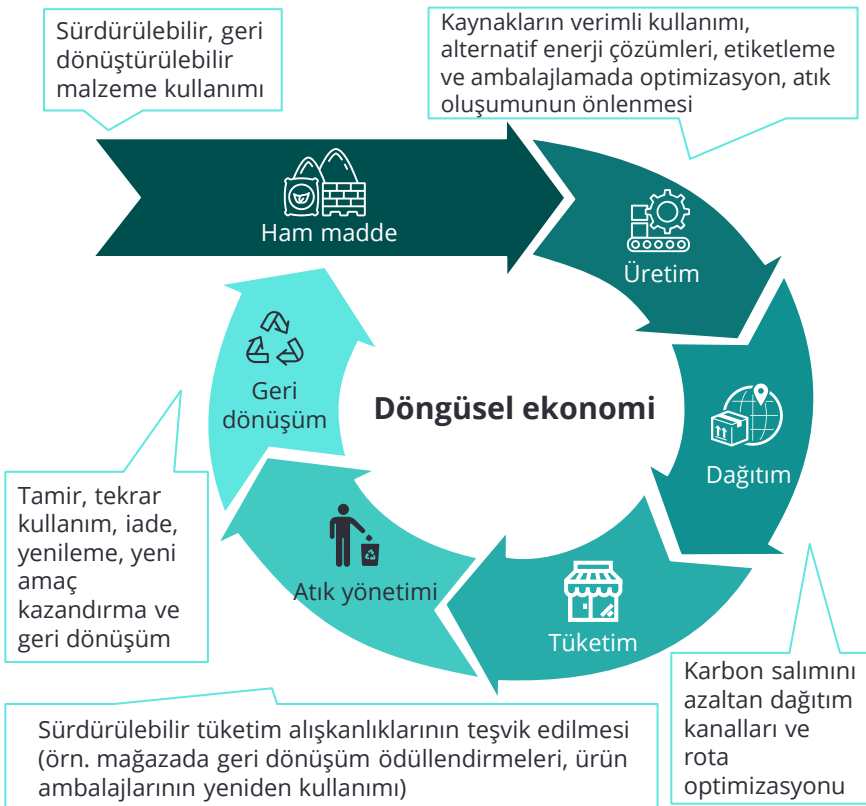 Sürdürülebilir, geri
dönüştürülebilir
malzeme kullanımı
Kaynakların verimli kullanımı,
alternatif enerji çözümleri, etiketleme
ve ambalajlamada optimizasyon, atık
oluşumunun önlenmesi
Ham madde
Üretim
Geri
dönüşüm
Döngüsel ekonomi
Dağıtım
Tamir, tekrar
kullanım, iade,
yenileme, yeni
amaç
kazandırma ve
geri dönüşüm
Atık yönetimi
Tüketim
Karbon salımını
azaltan dağıtım
kanalları ve
rota
optimizasyonu
Sürdürülebilir tüketim alışkanlıklarının teşvik edilmesi
(örn. mağazada geri dönüşüm ödüllendirmeleri, ürün
ambalajlarının yeniden kullanımı)